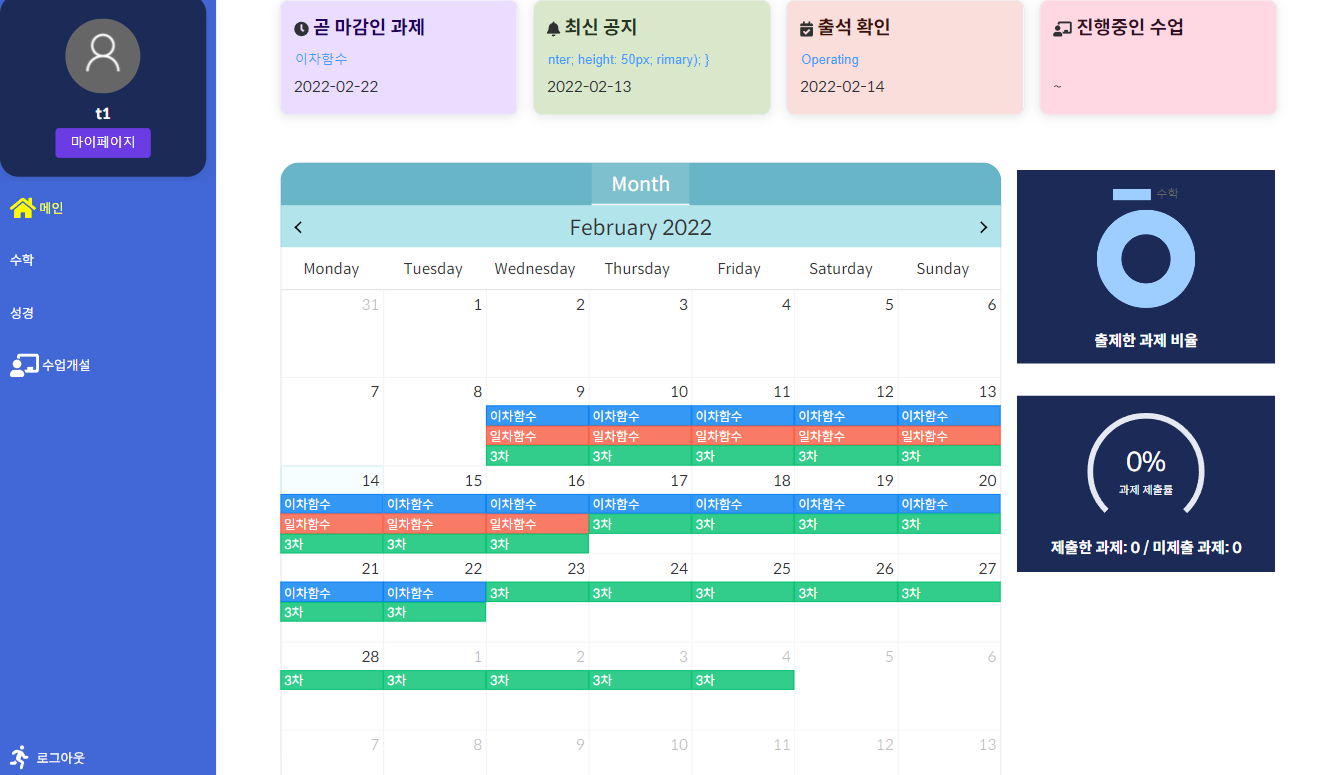 t1
마이페이지
메인
수학
성경
수업개설
로그아웃
곧 마감인 과제
이차함수
2022-02-22
최신 공지
nter; height: 50px; rimary); }
2022-02-13
출석 확인
Operating
2022-02-14
진행중인 수업
~
Month
February 2022
Monday Tuesday Wednesday Thursday Friday Saturday Sunday
31 1 2 3 4 5 6
7 8 9 10 11 12 13
이차함수 이차함수 이차함수 이차함수 이차함수
일차함수 일차함수 일차함수 일차함수 일차함수
3차 3차 3차 3차 3차
14 15 16 17 18 19 20
이차함수 이차함수 이차함수 이차함수 이차함수 이차함수 이차함수
일차함수 일차함수 일차함수 3차 3차 3차 3차
3차 3차 3차
21 22 23 24 25 26 27
이차함수 이차함수 3차 3차 3차 3차 3차
3차 3차
28 1 2 3 4 5 6
3차 3차 3차 3차 3차
7 8 9 10 11 12 13
수학
출제한 과제 비율
0%
과제 제출률
제출한 과제: 0 / 미제출 과제: 0